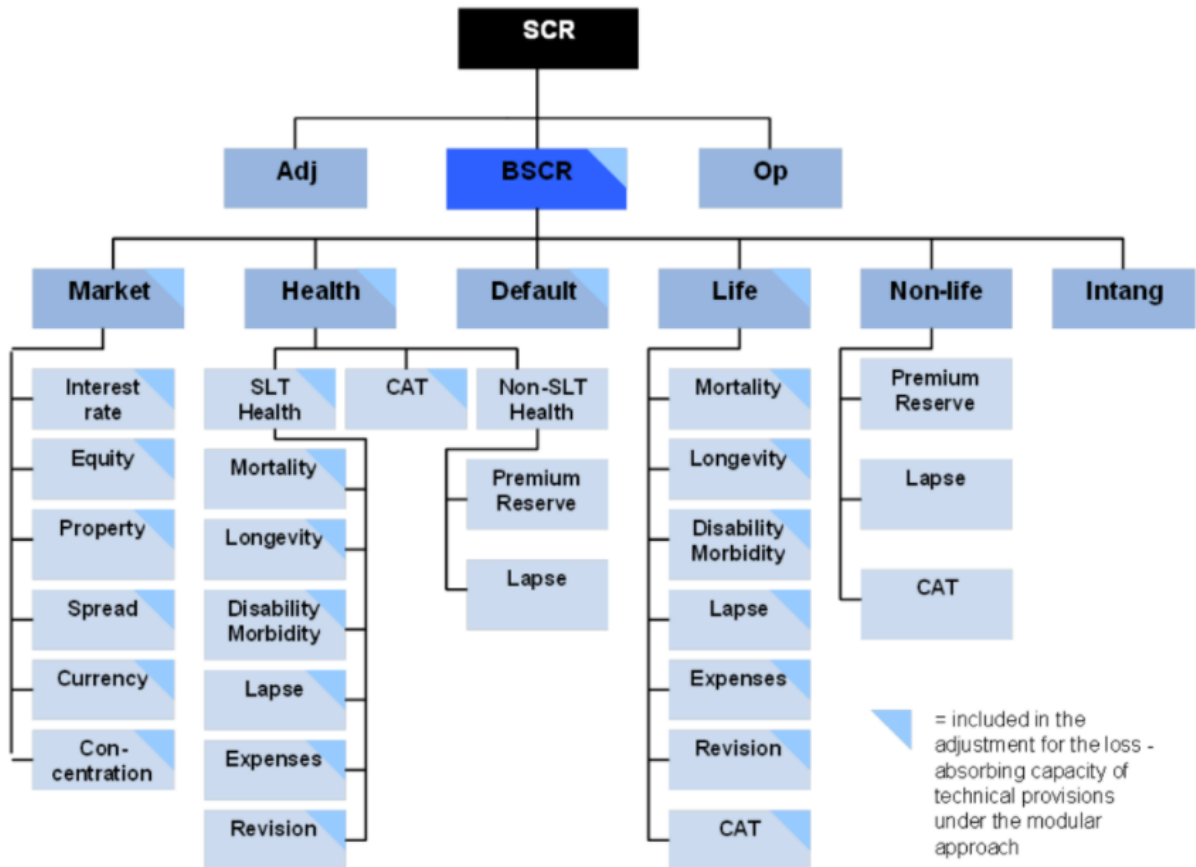 SCR
Adj
BSCR
Op
Market
Health
Default
Life
Non-life
Intang
Interest
rate
Equity
Property
Spread
Currency
Con-
centration
SLT
Health
CAT
Non-SLT
Health
Mortality
Longevity
Disability
Morbidity
Lapse
Expenses
Revision
Premium
Reserve
Lapse
Mortality
Longevity
Disability
Morbidity
Lapse
Expenses
Revision
CAT
Premium
Reserve
Lapse
CAT
= included in the
adjustment for the loss -
absorbing capacity of
technical provisions
under the modular
approach